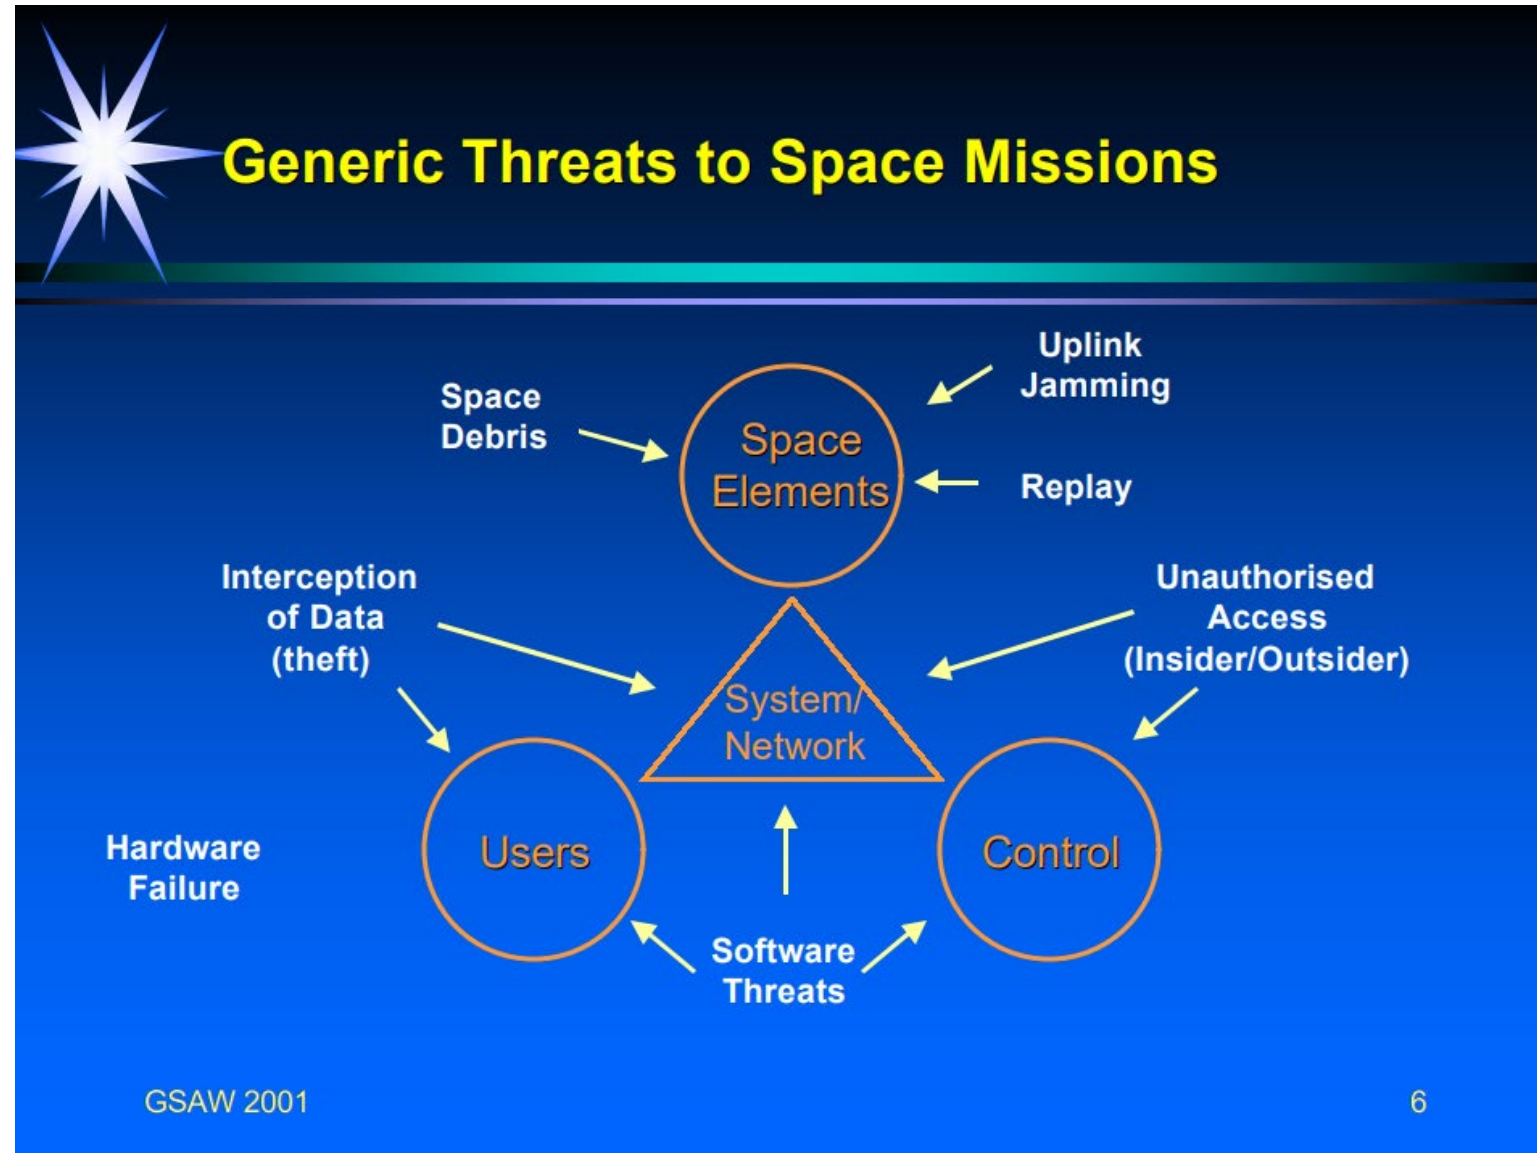 Generic Threats to Space Missions
Uplink
Jamming
Space
Debris
Space
Elements
Replay
Interception
of Data
(theft)
Unauthorised
Access
(Insider/Outsider)
System/
Network
Hardware
Failure
Users
Control
Software
Threats
GSAW 2001
6